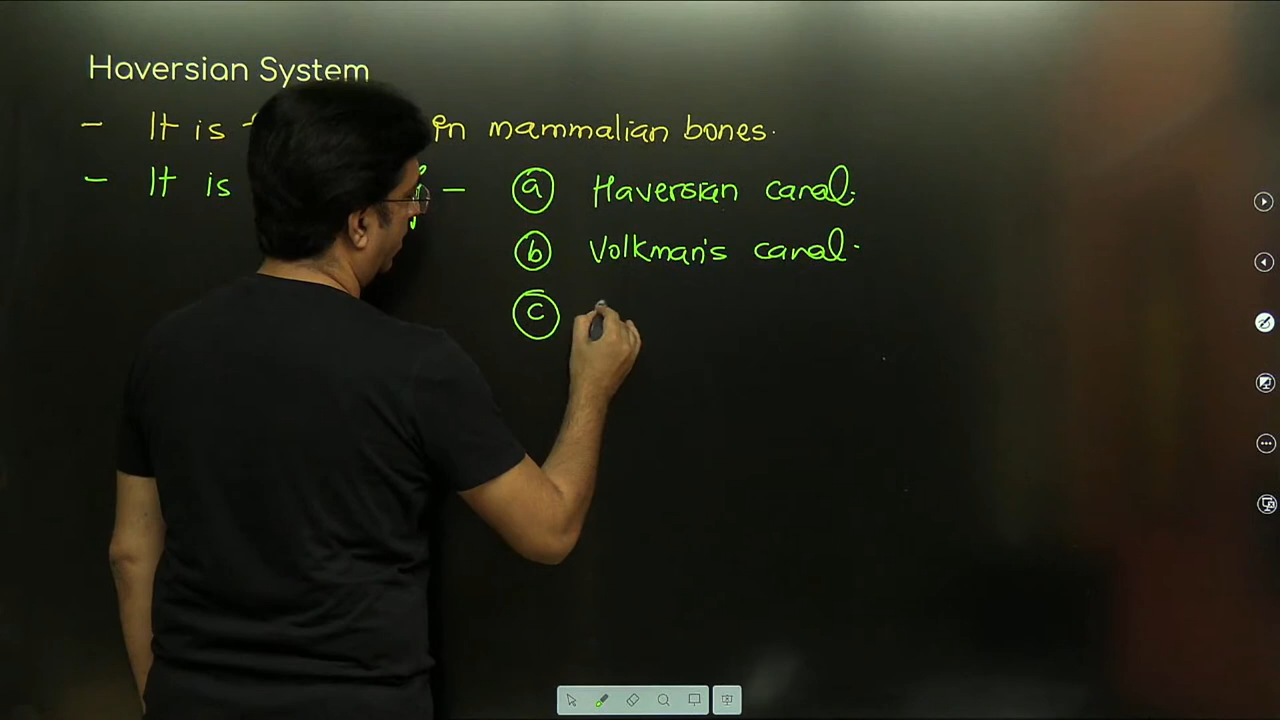 Haversian System
- It is in mammalian bones.
- It is - (a) Haversian canal.
(b) Volkman's canal.
(c)